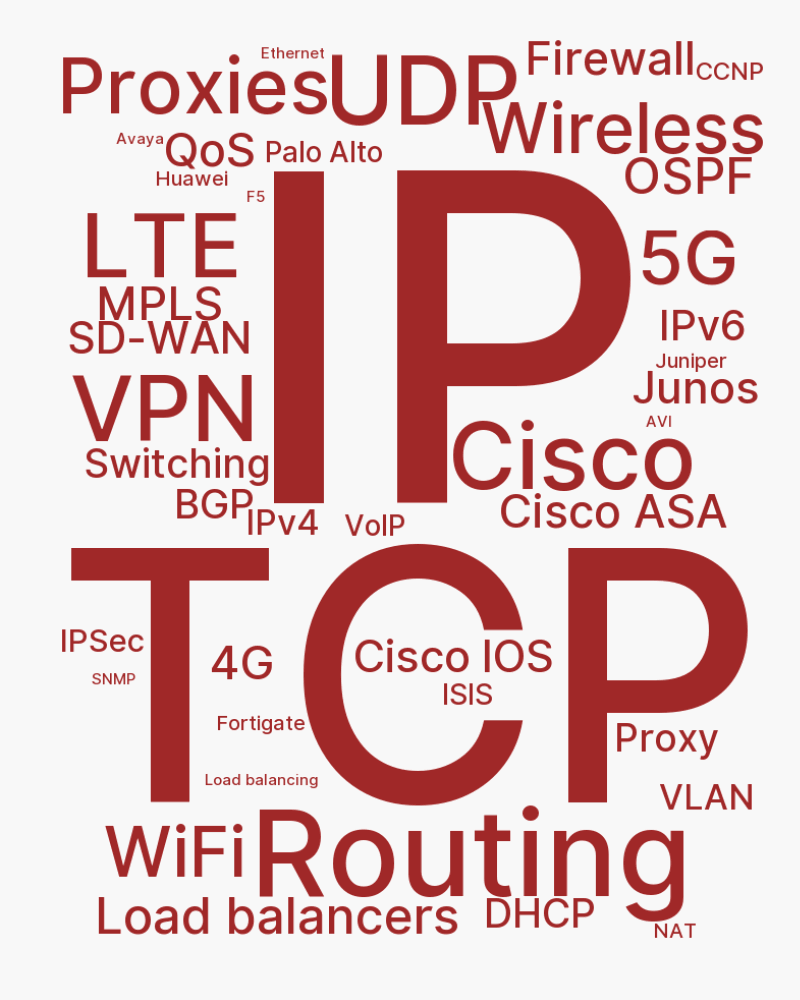 Ethernet
Proxies
UDP
Firewall
CCNP
Wireless
Avaya
QoS
Palo Alto
OSPF
Huawei
F5
IP
LTE
5G
MPLS
SD-WAN
IPv6
Juniper
Junos
VPN
AVI
Cisco
Switching
BGP
IPv4
VoIP
Cisco ASA
TCP
IPSec
4G
Cisco IOS
SNMP
ISIS
Fortigate
Proxy
Load balancing
VLAN
WiFi
Routing
Load balancers
DHCP
NAT